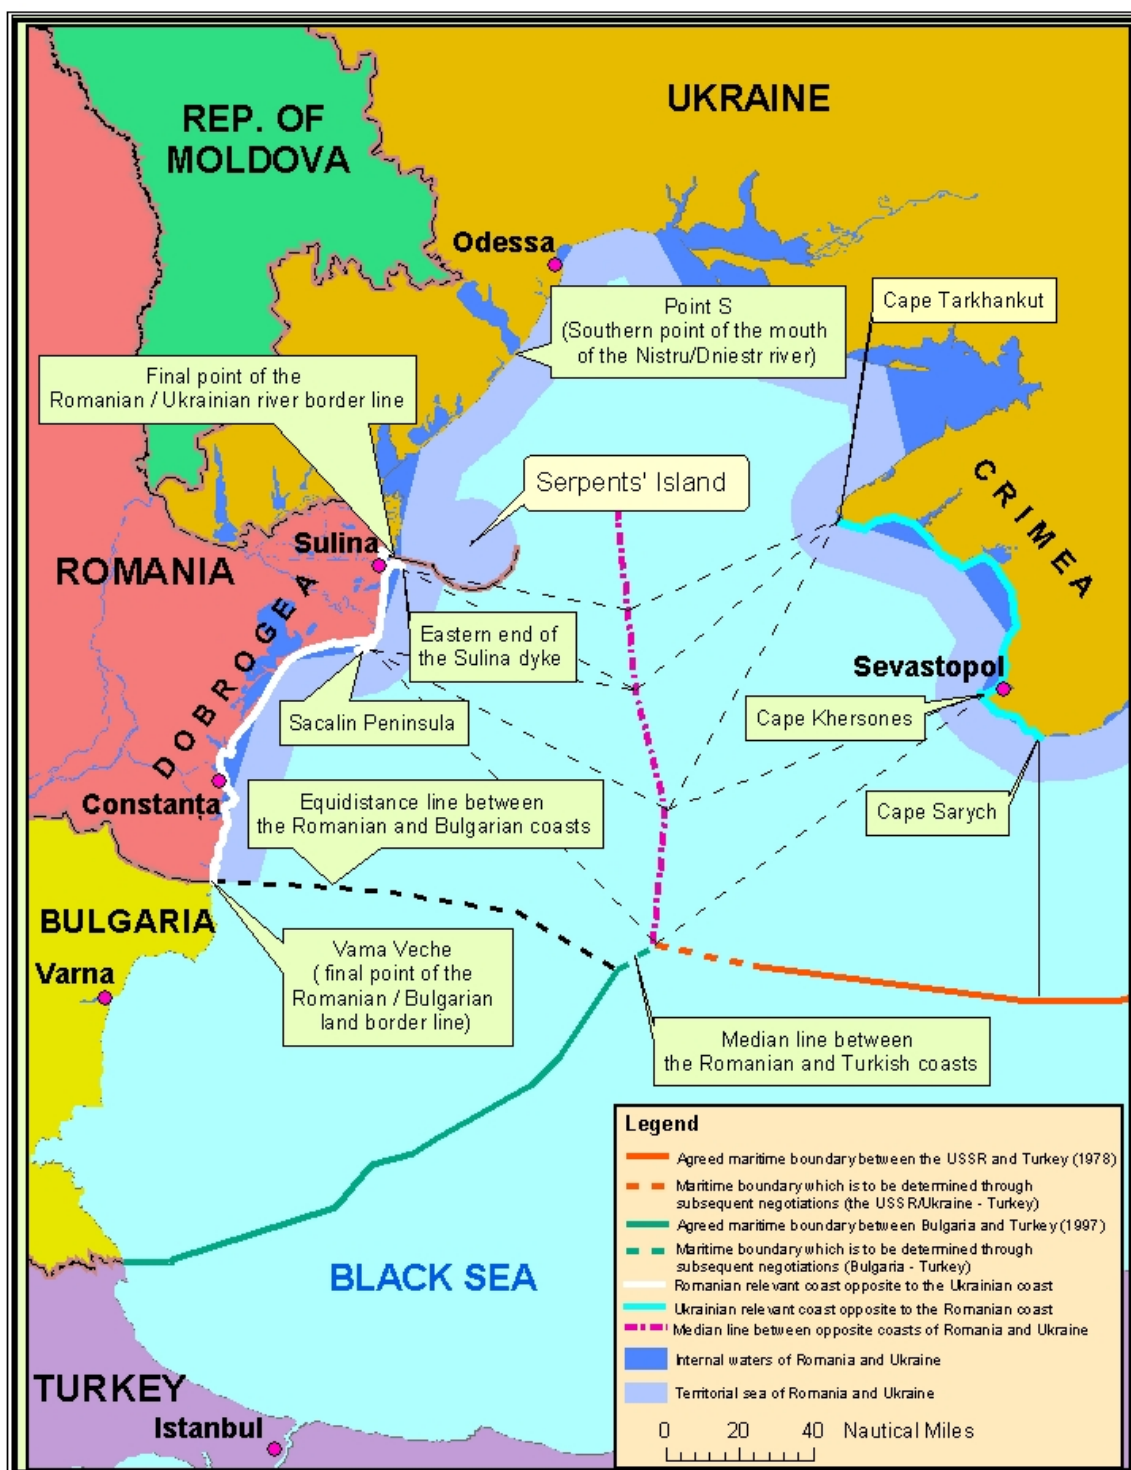 UKRAINE
REP. OF
MOLDOVA
Odessa
Cape Tarkhankut
Point S
(Southern point of the mouth
of the Nistru/Dniestr river)
Final point of the
Romanian / Ukrainian river border line
Serpents' Island
CRIMEA
Sulina
ROMANIA
DOBROGEA
Eastern end of
the Sulina dyke
Sevastopol
Sacalin Peninsula
Cape Khersones
Constanţa
Equidistance line between
the Romanian and Bulgarian coasts
Cape Sarych
BULGARIA
Varna
Vama Veche
( final point of the
Romanian / Bulgarian
land border line)
Median line between
the Romanian and Turkish coasts
BLACK SEA
TURKEY
Istanbul
Legend
Agreed maritime boundary between the USSR and Turkey (1978)
Maritime boundary which is to be determined through
subsequent negotiations (the USSR/Ukraine - Turkey)
Agreed maritime boundary between Bulgaria and Turkey (1997)
Maritime boundary which is to be determined through
subsequent negotiations (Bulgaria - Turkey)
Romanian relevant coast opposite to the Ukrainian coast
Ukrainian relevant coast opposite to the Romanian coast
Median line between opposite coasts of Romania and Ukraine
Internal waters of Romania and Ukraine
Territorial sea of Romania and Ukraine
0 20 40 Nautical Miles